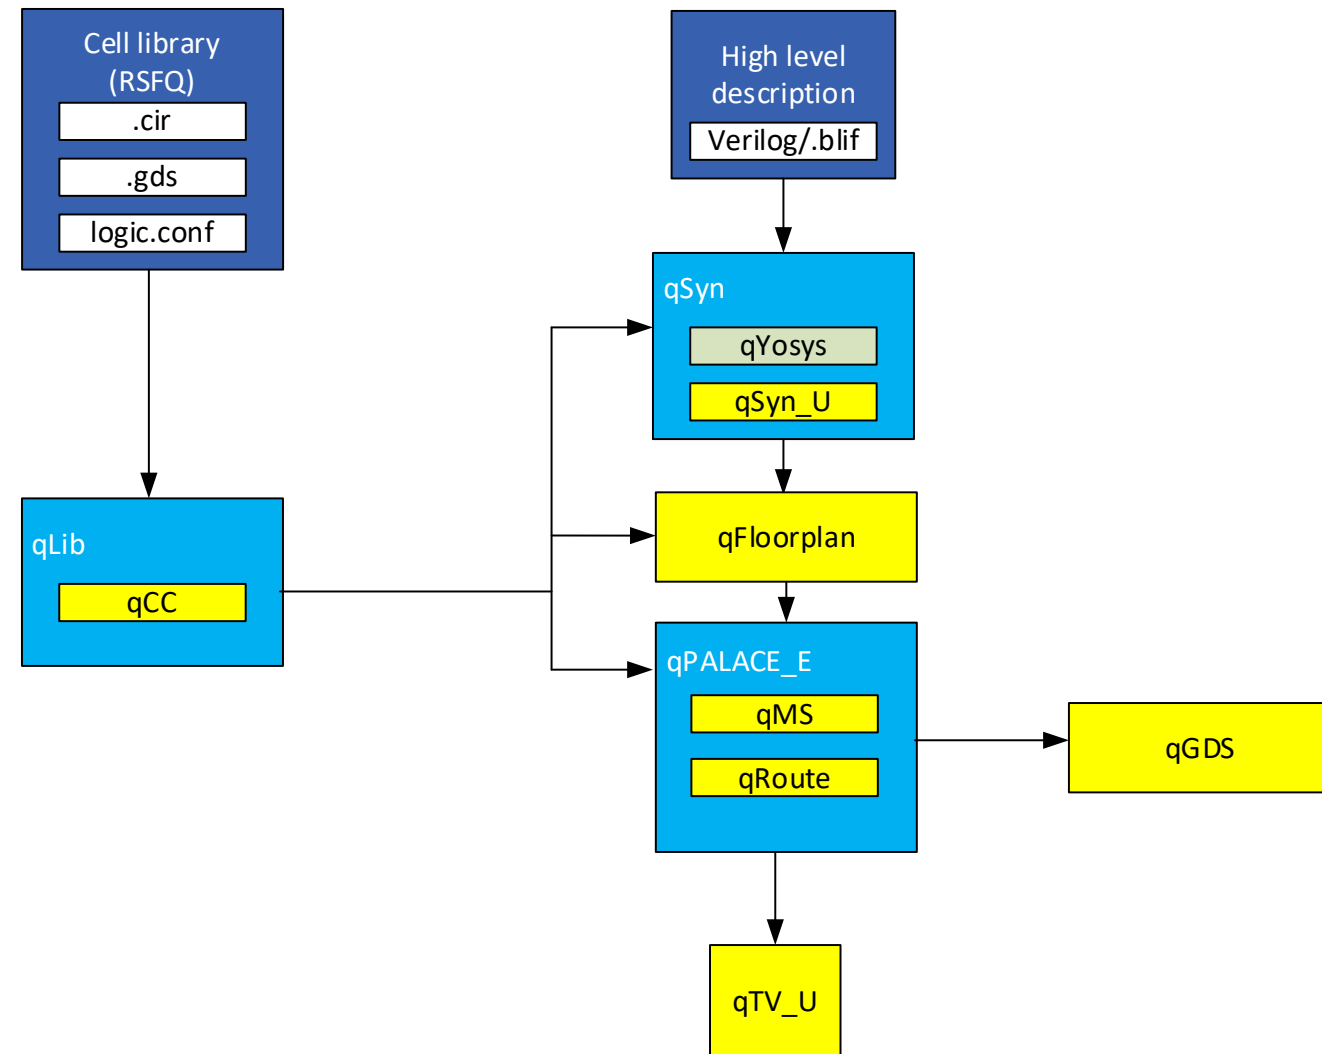 Cell library
(RSFQ)
.cir
.gds
logic.conf
High level
description
Verilog/.blif
qSyn
qYosys
qSyn_U
qLib
qCC
qFloorplan
qPALACE_E
qMS
qRoute
qGDS
qTV_U